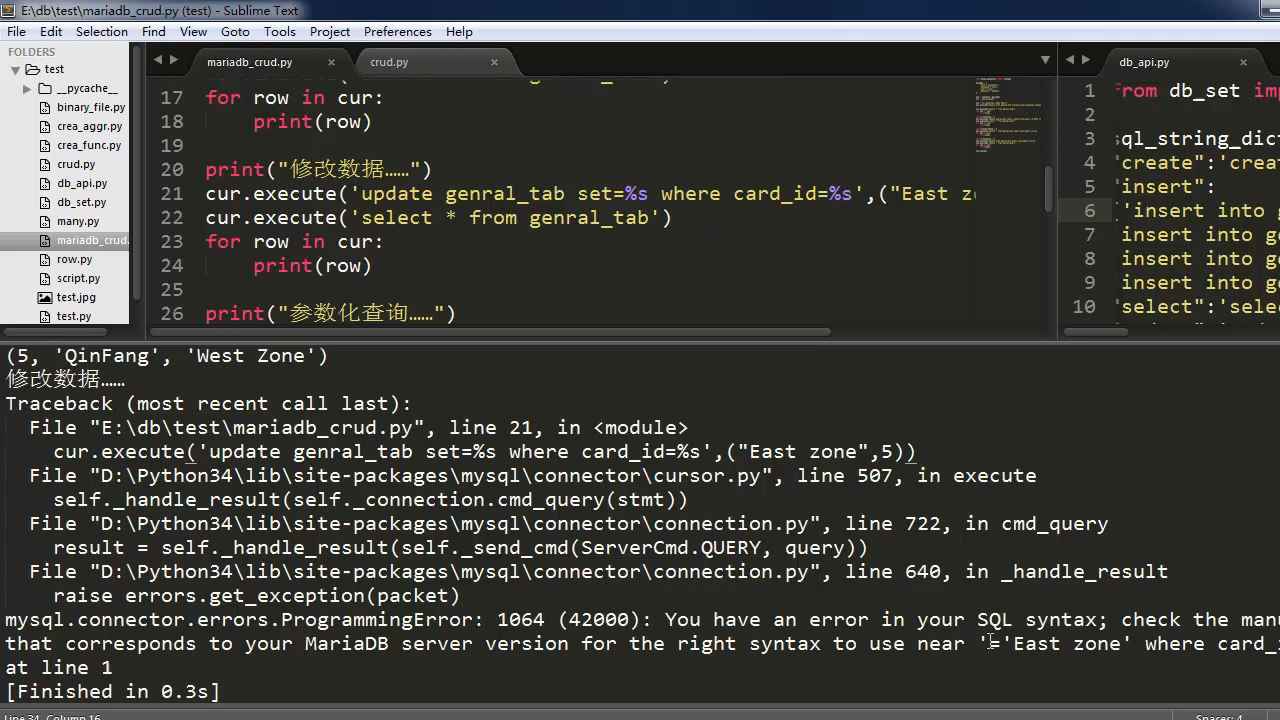 E:\db\test\mariadb_crud.py (test) - Sublime Text
File Edit Selection Find View Goto Tools Project Preferences Help
FOLDERS
test
__pycache__
binary_file.py
crea_aggr.py
crea_func.py
crud.py
db_api.py
db_set.py
many.py
mariadb_crud.
row.py
script.py
test.jpg
test.py
mariadb_crud.py × crud.py ×
17 for row in cur:
18 print(row)
19
20 print("修改数据……")
21 cur.execute('update genral_tab set=%s where card_id=%s',("East z
22 cur.execute('select * from genral_tab')
23 for row in cur:
24 print(row)
25
26 print("参数化查询……")
db_api.py ×
1 from db_set imp
2
3 sql_string_dict
4 "create":'creat
5 "insert":
6 ['insert into g
7 insert into ge
8 insert into ge
9 insert into ge
10 "select":'selec
(5, 'QinFang', 'West Zone')
修改数据……
Traceback (most recent call last):
File "E:\db\test\mariadb_crud.py", line 21, in <module>
cur.execute('update genral_tab set=%s where card_id=%s',("East zone",5))
File "D:\Python34\lib\site-packages\mysql\connector\cursor.py", line 507, in execute
self._handle_result(self._connection.cmd_query(stmt))
File "D:\Python34\lib\site-packages\mysql\connector\connection.py", line 722, in cmd_query
result = self._handle_result(self._send_cmd(ServerCmd.QUERY, query))
File "D:\Python34\lib\site-packages\mysql\connector\connection.py", line 640, in _handle_result
raise errors.get_exception(packet)
mysql.connector.errors.ProgrammingError: 1064 (42000): You have an error in your SQL syntax; check the manu
that corresponds to your MariaDB server version for the right syntax to use near '='East zone' where card_i
at line 1
[Finished in 0.3s]
Line 34, Column 16 Spaces: 4